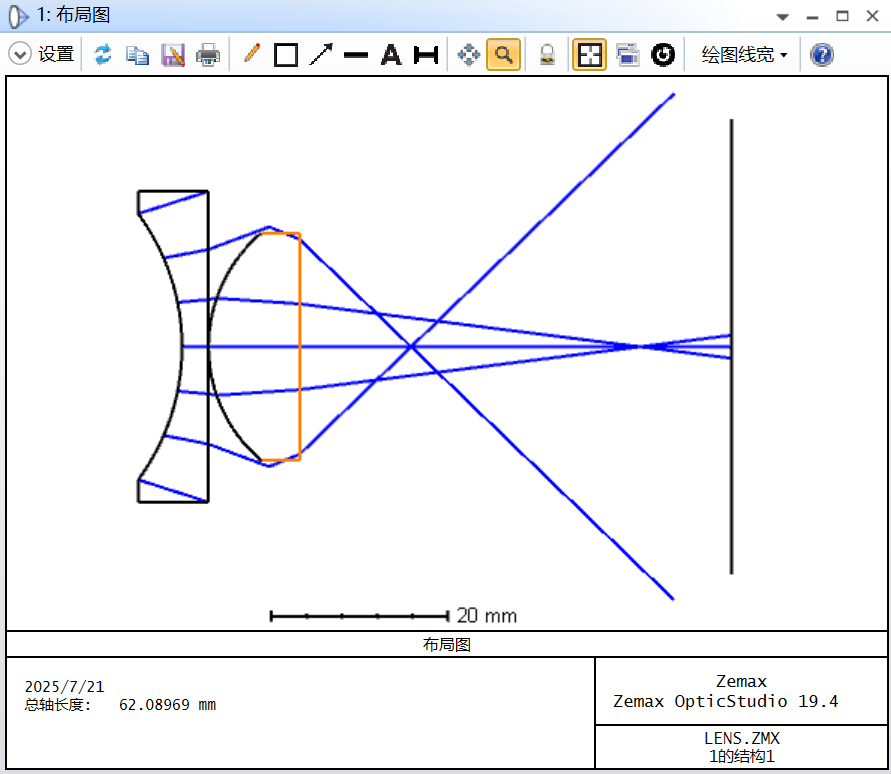 1: 布局图
设置
A
绘图线宽
20 mm
布局图
2025/7/21
总轴长度: 62.08969 mm
Zemax
Zemax OpticStudio 19.4
LENS.ZMX
1的结构1